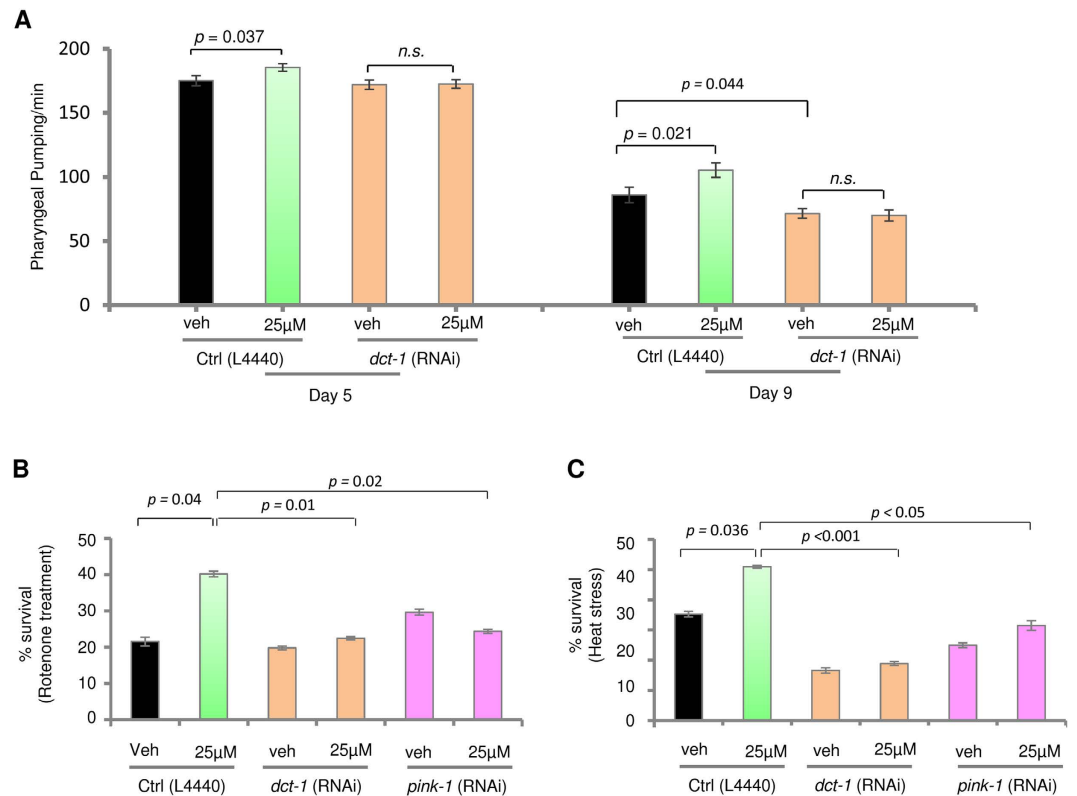 A
Pharyngeal Pumping/min
200
150
100
50
0
p = 0.037
n.s.
p = 0.044
p = 0.021
n.s.
veh 25µM veh 25µM veh 25µM veh 25µM
Ctrl (L4440) dct-1 (RNAi) Ctrl (L4440) dct-1 (RNAi)
Day 5 Day 9
B
% survival
(Rotenone treatment)
p = 0.02
p = 0.04
p = 0.01
50
40
30
20
10
0
Veh 25µM veh 25µM veh 25µM
Ctrl (L4440) dct-1 (RNAi) pink-1 (RNAi)
C
% survival
(Heat stress)
p < 0.05
p = 0.036
p <0.001
50
40
30
20
10
0
veh 25µM veh 25µM veh 25µM
Ctrl (L4440) dct-1 (RNAi) pink-1 (RNAi)